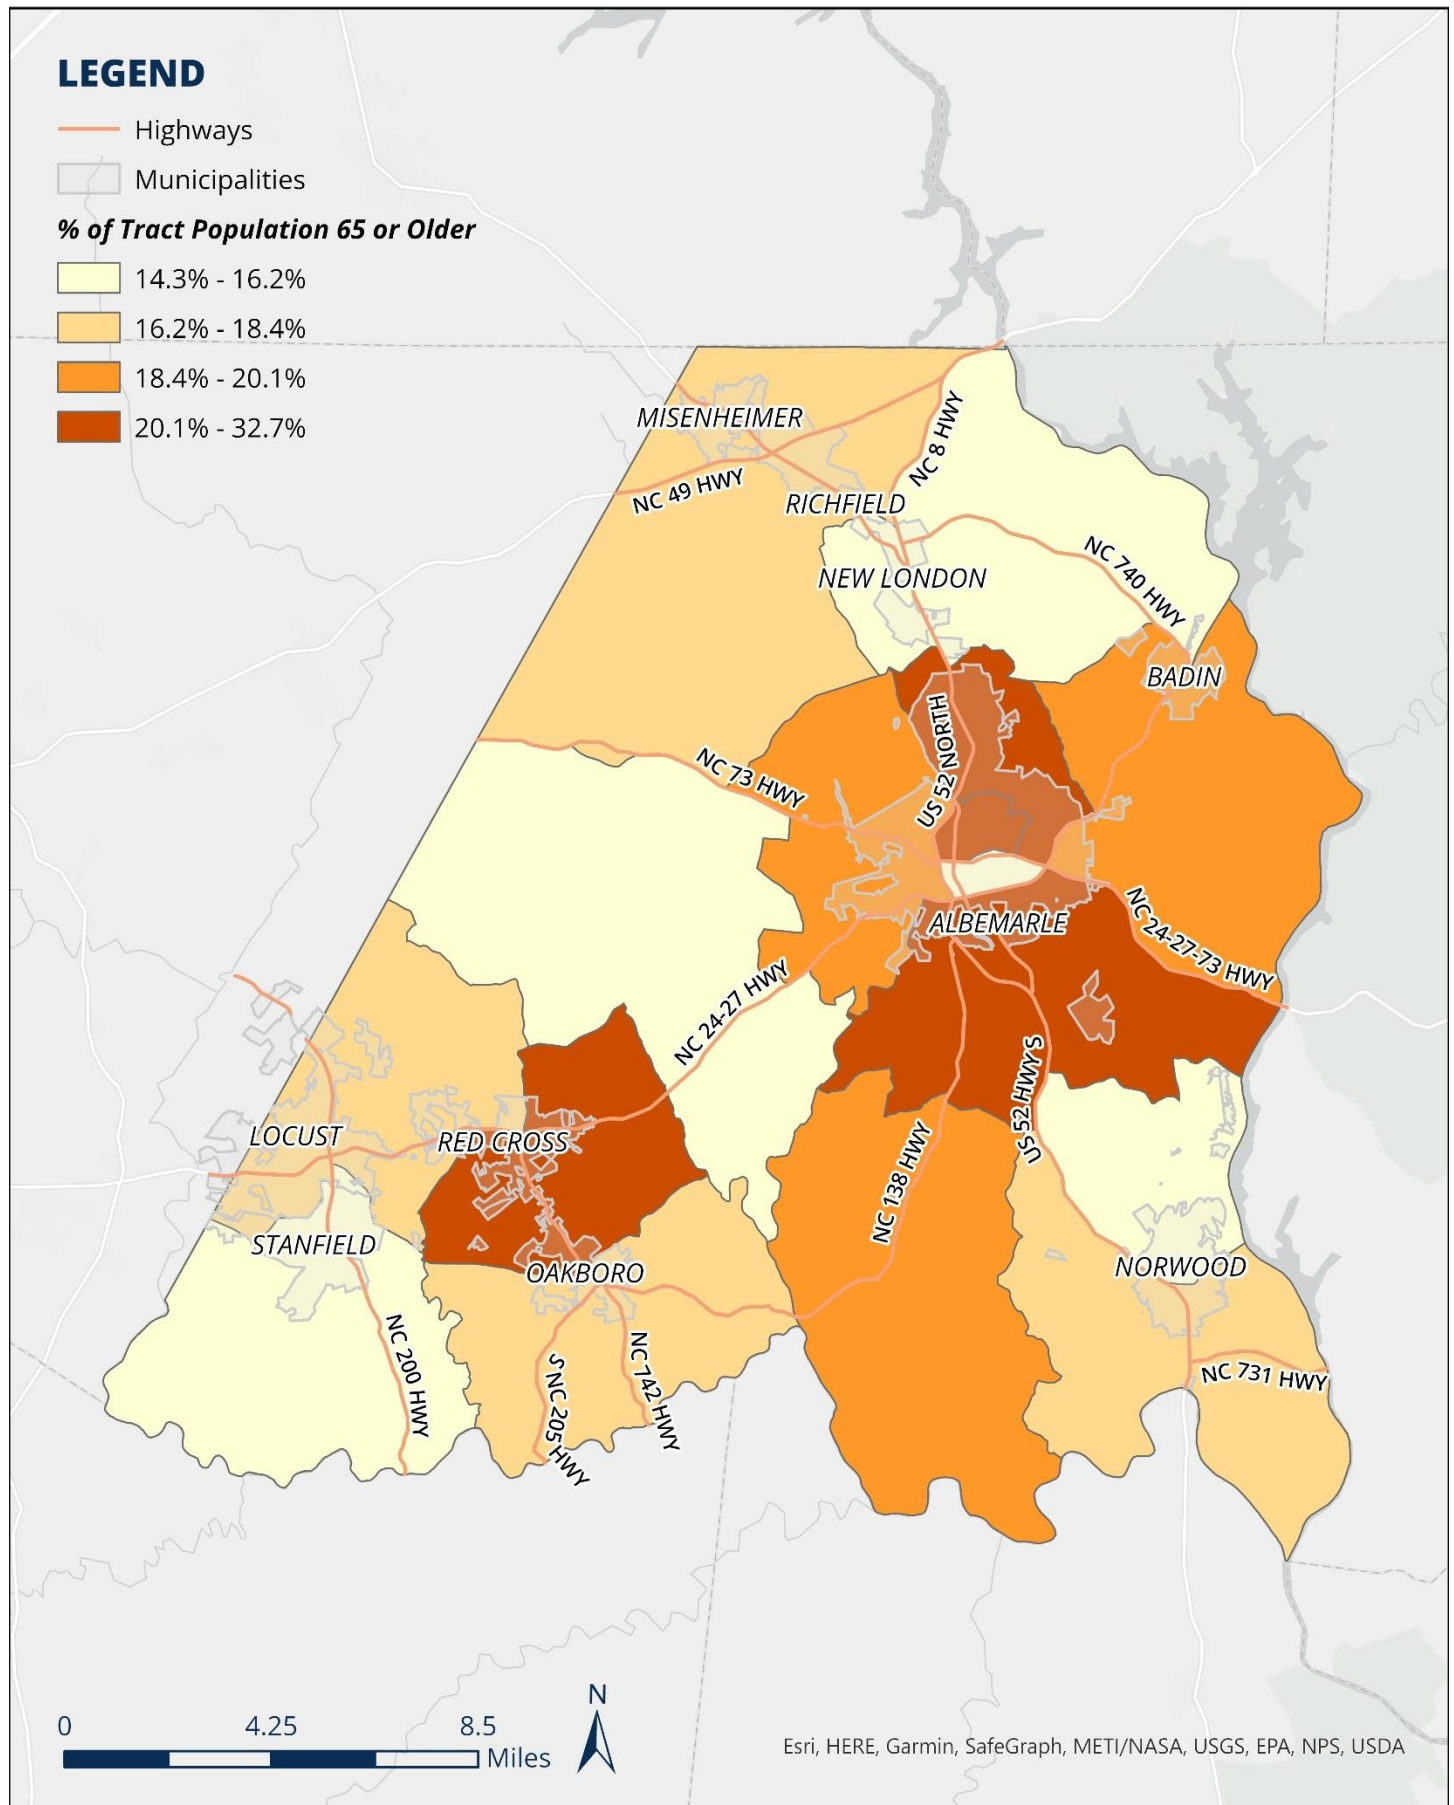 LEGEND
Highways
Municipalities
% of Tract Population 65 or Older
14.3% - 16.2%
16.2% - 18.4%
18.4% - 20.1%
20.1% - 32.7%
MISENHEIMER
NC 8 HWY
NC 49 HWY
RICHFIELD
NC 740 HWY
NEW LONDON
BADIN
US 52 NORTH
NC 73 HWY
ALBEMARLE
NC 24-27-73 HWY
NC 24-27 HWY
US 52 HWY S
LOCUST
RED CROSS
NC 138 HWY
STANFIELD
OAKBORO
NORWOOD
NC 200 HWY
S NC 205 HWY
NC 742 HWY
NC 731 HWY
0 4.25 8.5
Miles
N
Esri, HERE, Garmin, SafeGraph, METI/NASA, USGS, EPA, NPS, USDA